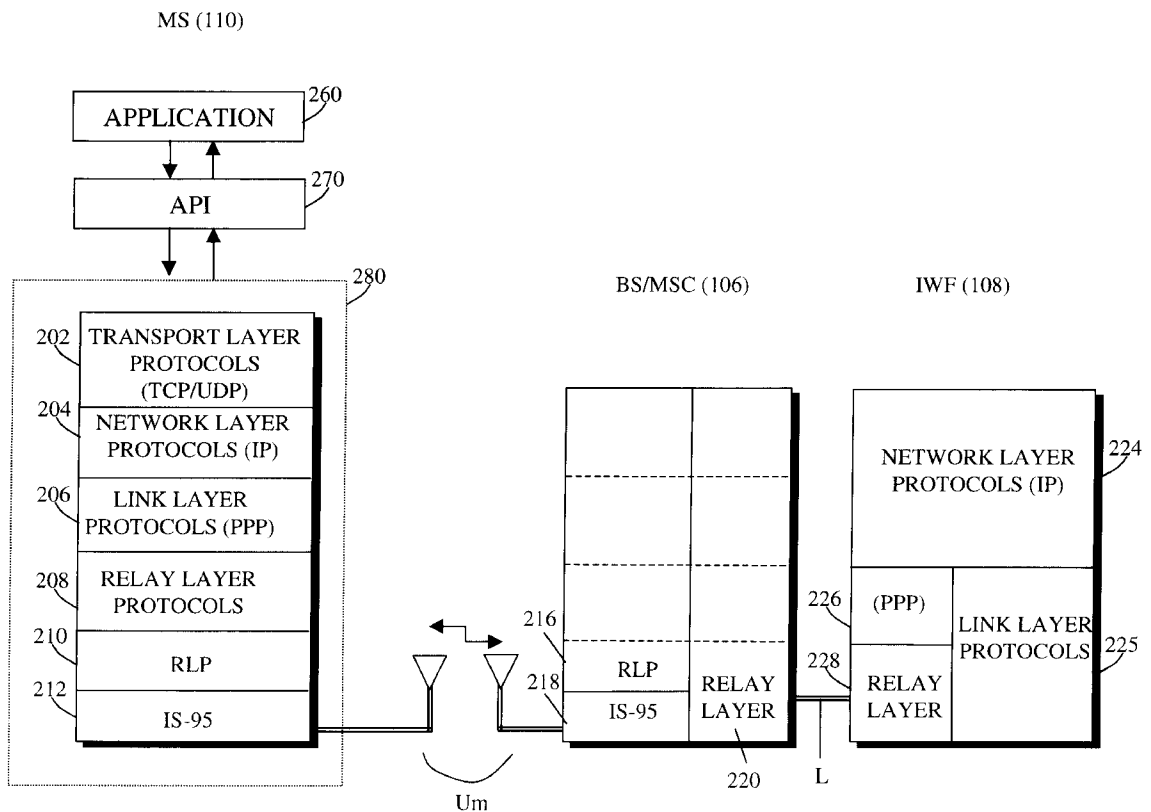 MS (110)
APPLICATION
260
API
270
280
BS/MSC (106)
IWF (108)
202
TRANSPORT LAYER
PROTOCOLS
(TCP/UDP)
204
NETWORK LAYER
PROTOCOLS (IP)
206
LINK LAYER
PROTOCOLS (PPP)
208
RELAY LAYER
PROTOCOLS
210
RLP
212
IS-95
Um
216
RLP
218
IS-95
RELAY
LAYER
220
L
NETWORK LAYER
PROTOCOLS (IP)
224
226
(PPP)
LINK LAYER
PROTOCOLS
225
228
RELAY
LAYER